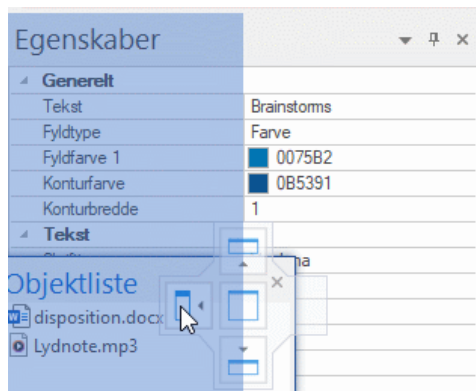 Egenskaber
Generelt
Tekst Brainstorms
Fyldtype Farve
Fyldfarve 1 0075B2
Konturfarve 0B5391
Konturbredde 1
Tekst
Objektliste
disposition.docx
Lydnote.mp3